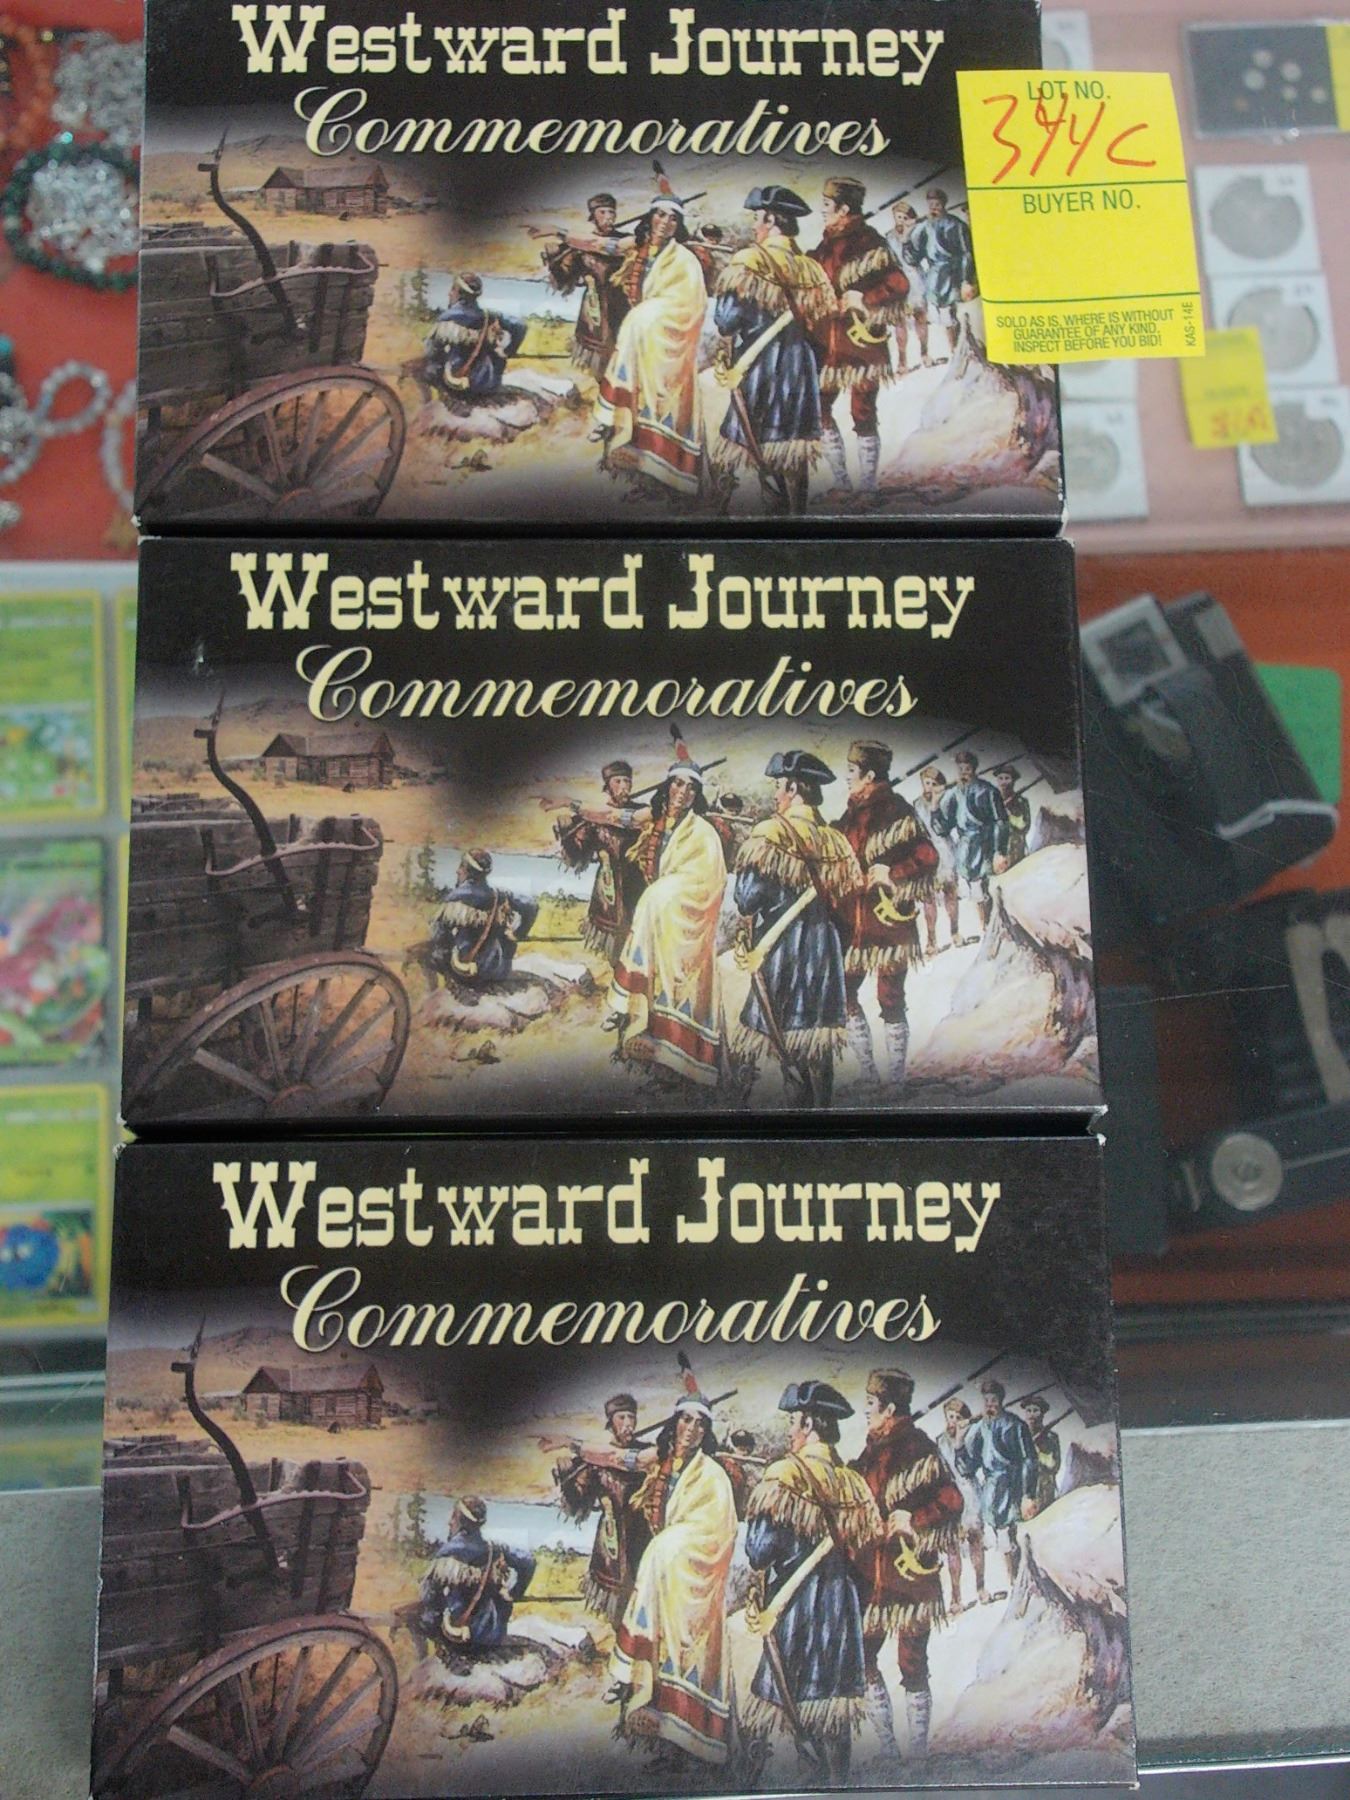 Westward Journey
Commemoratives
LOT NO.
344C
BUYER NO.
SOLD AS IS, WHERE IS WITHOUT
GUARANTEE OF ANY KIND.
INSPECT BEFORE YOU BID!
KAS-14E
Westward Journey
Commemoratives
Westward Journey
Commemoratives